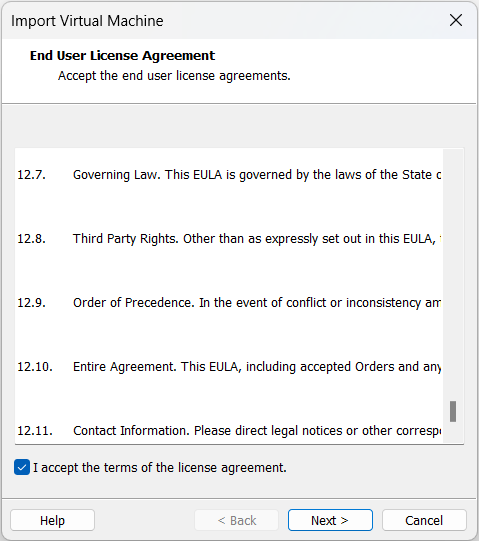 Import Virtual Machine
End User License Agreement
Accept the end user license agreements.
12.7. Governing Law. This EULA is governed by the laws of the State
12.8. Third Party Rights. Other than as expressly set out in this EULA,
12.9. Order of Precedence. In the event of conflict or inconsistency
12.10. Entire Agreement. This EULA, including accepted Orders and any
12.11. Contact Information. Please direct legal notices or other
I accept the terms of the license agreement.
Help
< Back
Next >
Cancel